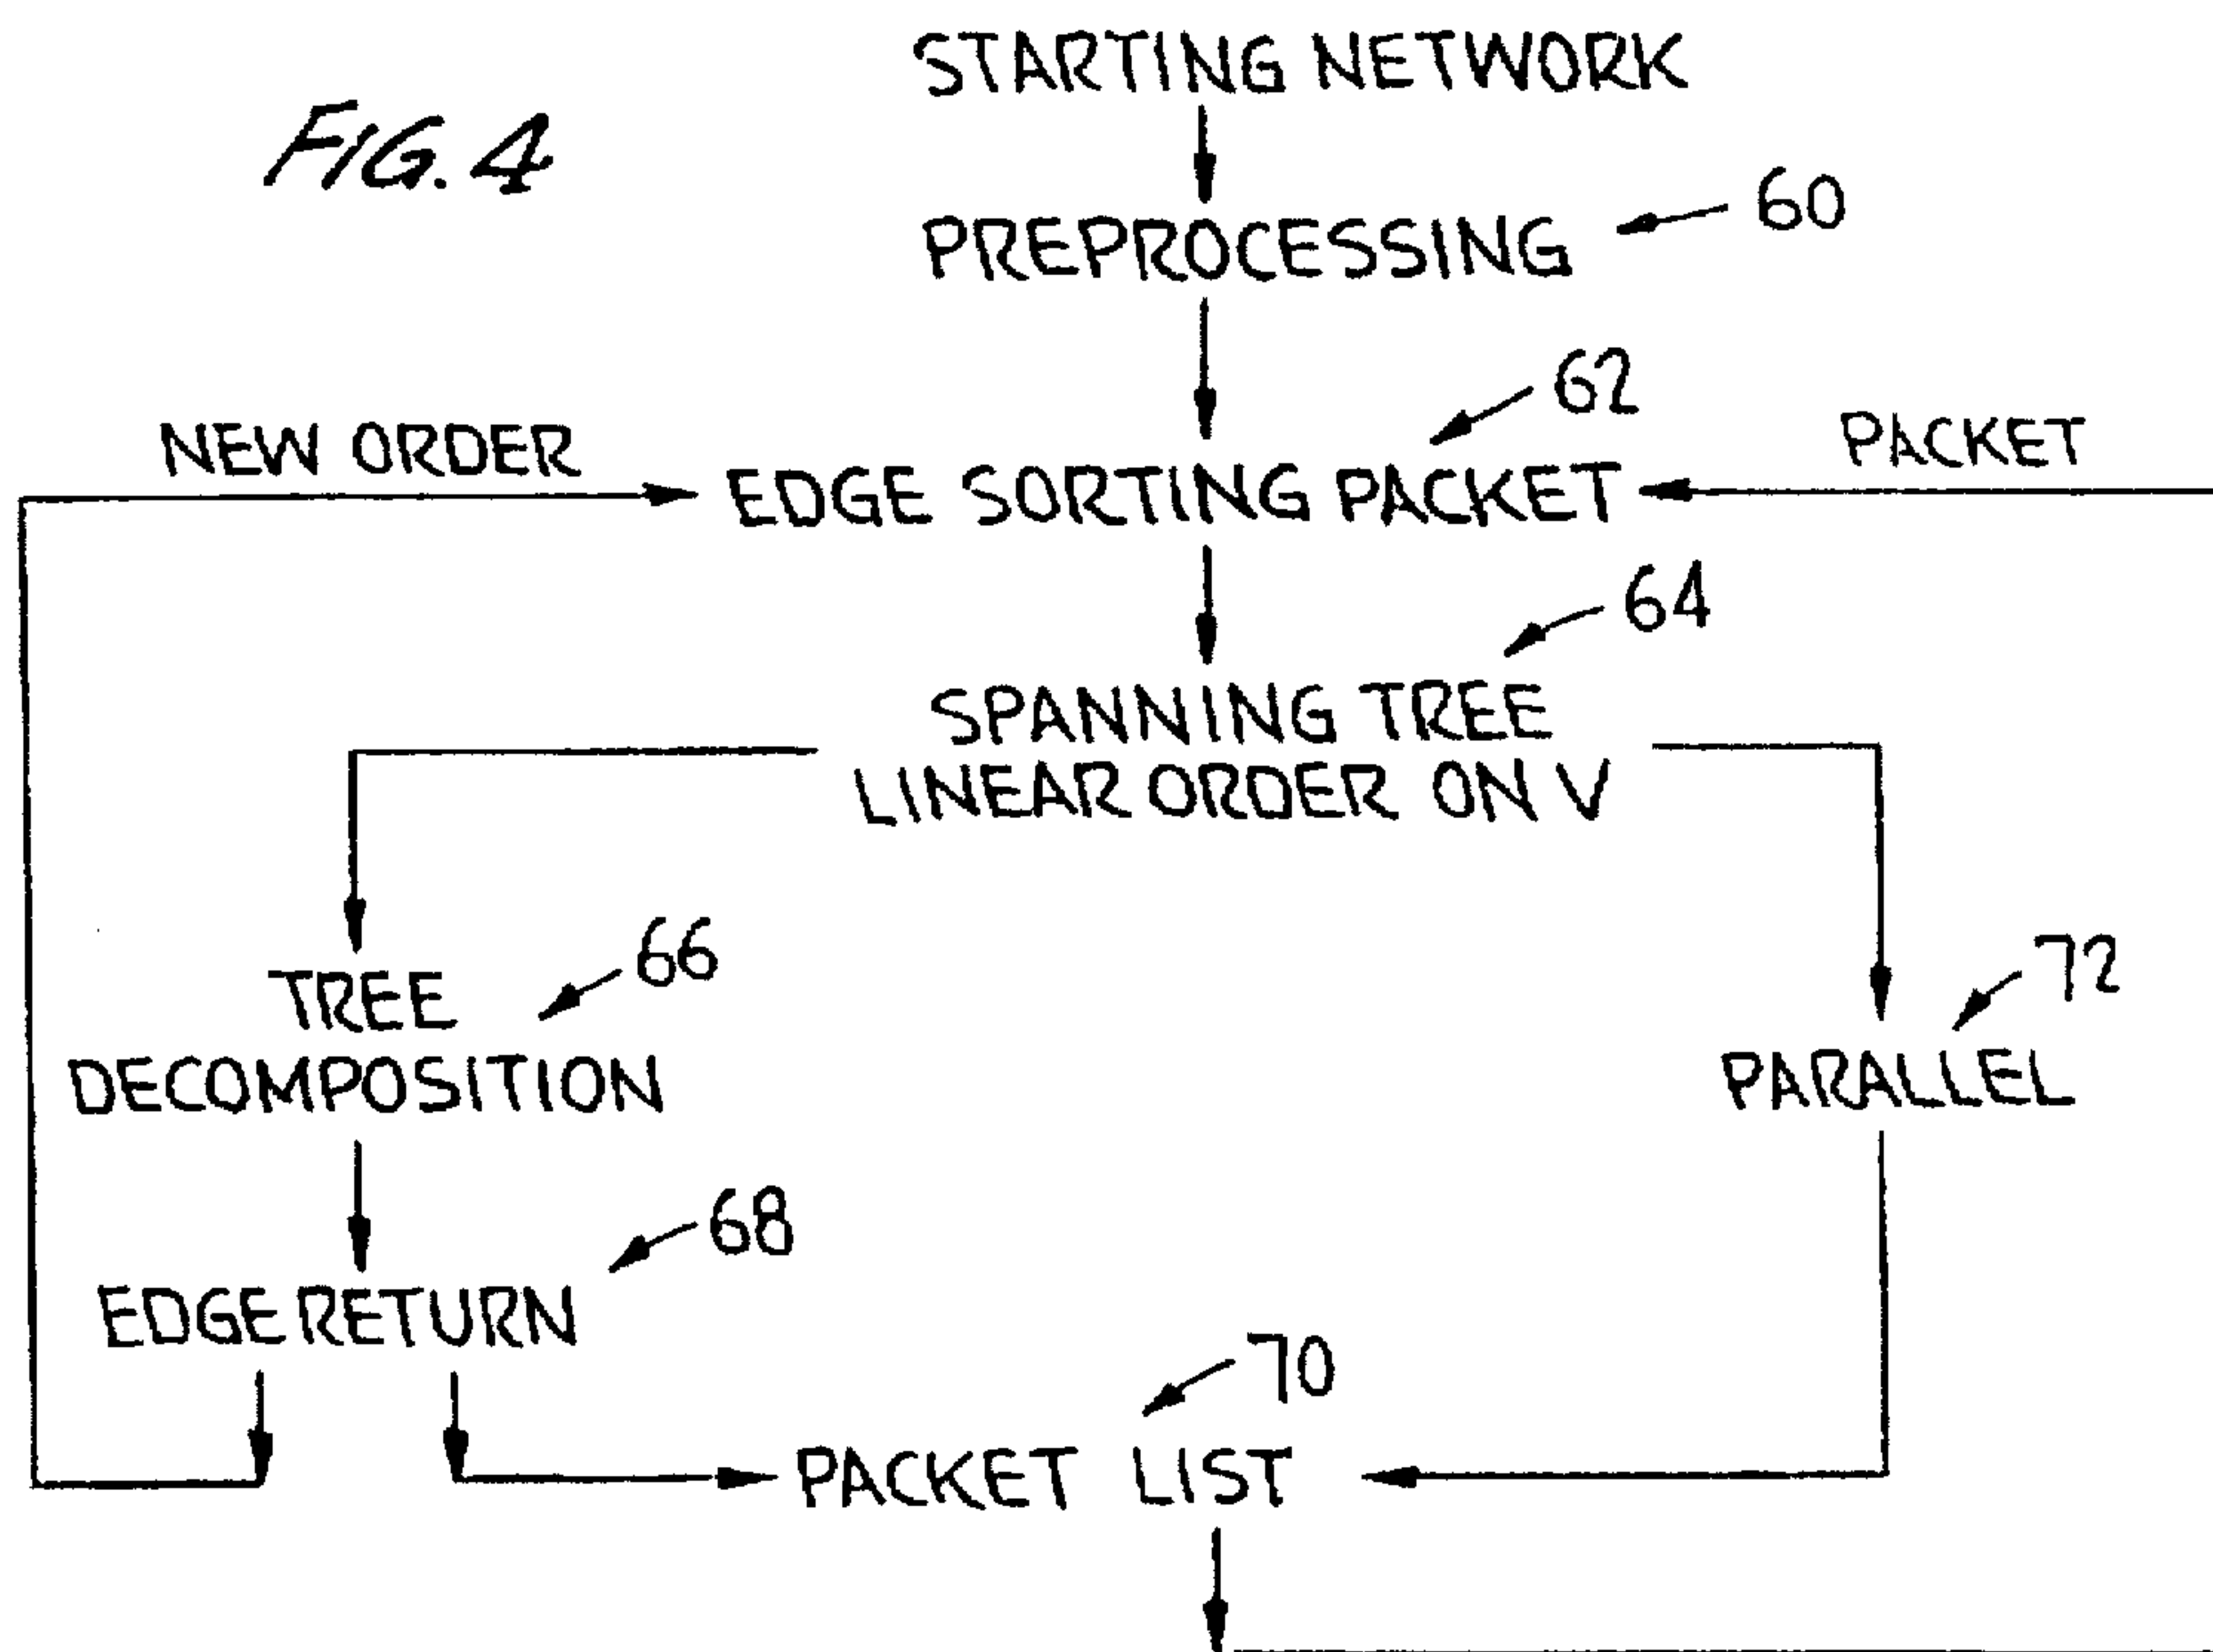 STARTING NETWORK
FIG. 4
PREPROCESSING
60
62
NEW ORDER
PACKET
EDGE SORTING PACKET
64
SPANNING TREE
LINEAR ORDER ON V
66
72
TREE
DECOMPOSITION
PARALLEL
68
EDGE RETURN
70
PACKET LIST